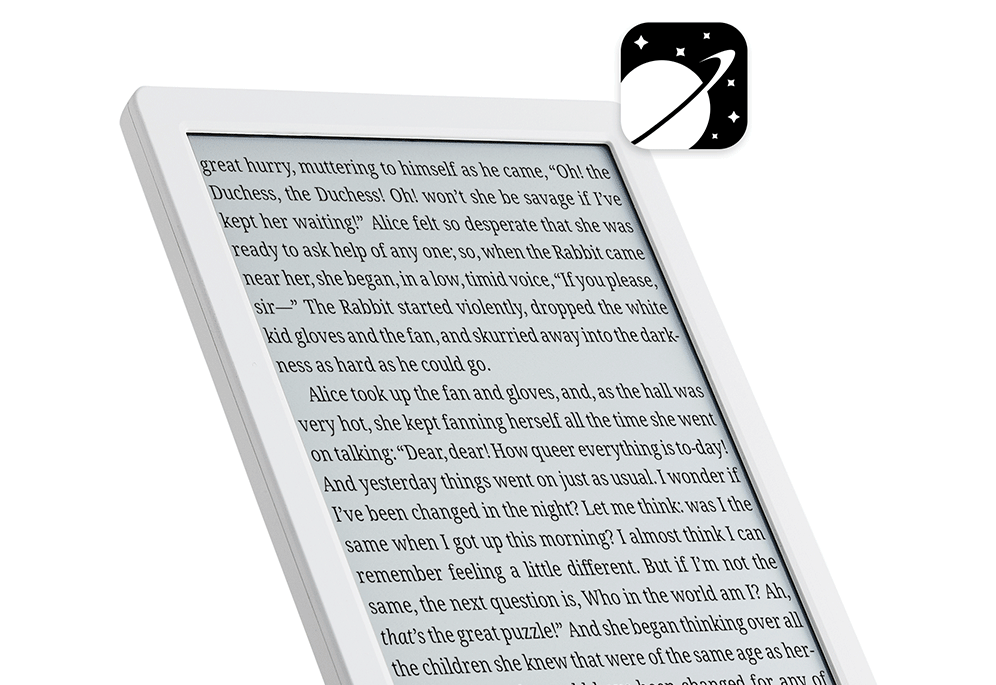 great hurry, muttering to himself as he came, “Oh! the
Duchess, the Duchess! Oh! won’t she be savage if I’ve
kept her waiting!” Alice felt so desperate that she was
ready to ask help of any one; so, when the Rabbit came
near her, she began, in a low, timid voice, “If you please,
sir—” The Rabbit started violently, dropped the white
kid gloves and the fan, and skurried away into the dark-
ness as hard as he could go.
Alice took up the fan and gloves, and, as the hall was
very hot, she kept fanning herself all the time she went
on talking: “Dear, dear! How queer everything is to-day!
And yesterday things went on just as usual. I wonder if
I’ve been changed in the night? Let me think: was I the
same when I got up this morning? I almost think I can
remember feeling a little different. But if I’m not the
same, the next question is, Who in the world am I? Ah,
that’s the great puzzle!” And she began thinking over all
the children she knew that were of the same age as her-
been changed for any of